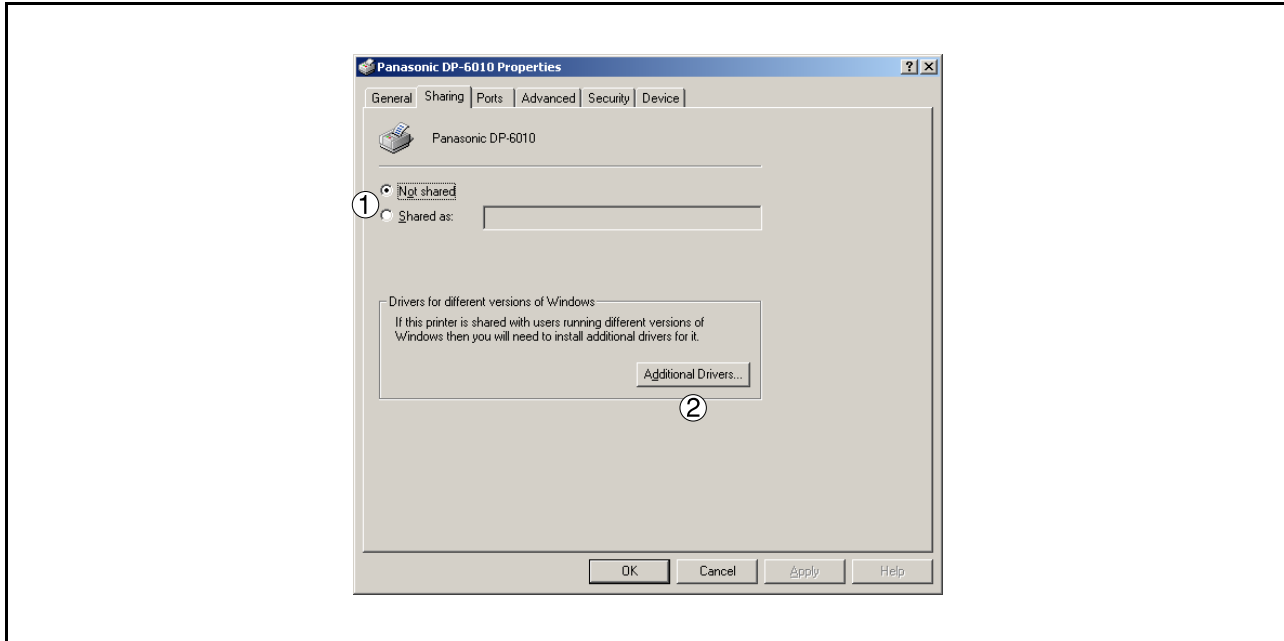 Panasonic DP-6010 Properties
General Sharing Ports Advanced Security Device
Panasonic DP-6010
Not shared
①
Shared as:
Drivers for different versions of Windows
If this printer is shared with users running different versions of
Windows then you will need to install additional drivers for it.
Additional Drivers...
②
OK Cancel Apply Help